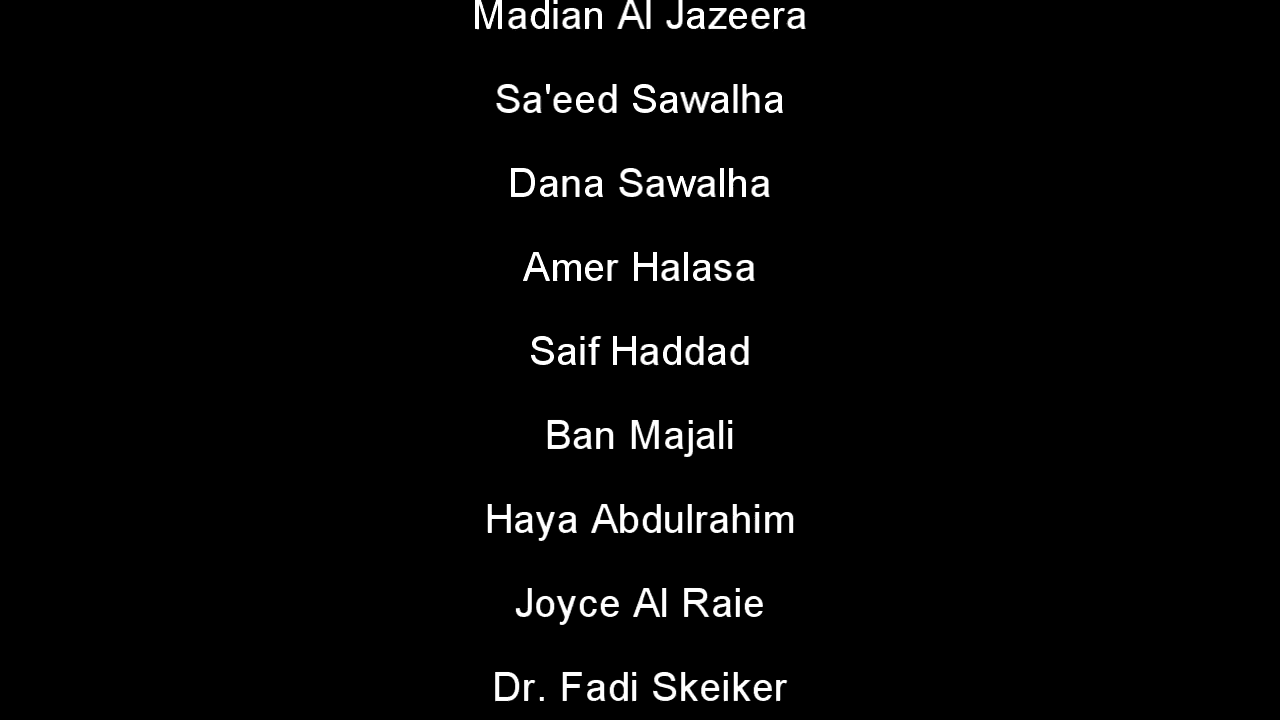 Madian Al Jazeera
Sa'eed Sawalha
Dana Sawalha
Amer Halasa
Saif Haddad
Ban Majali
Haya Abdulrahim
Joyce Al Raie
Dr. Fadi Skeiker